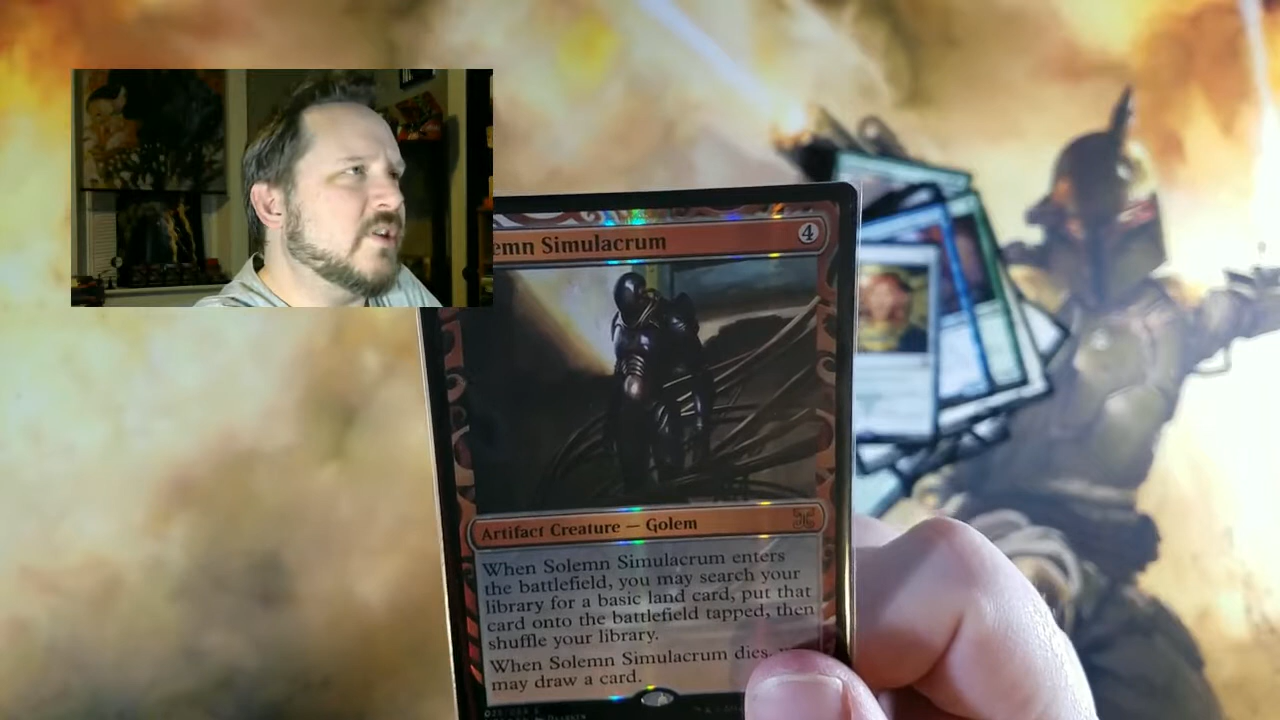 emn Simulacrum
4
Artifact Creature — Golem
When Solemn Simulacrum enters
the battlefield, you may search your
library for a basic land card, put that
card onto the battlefield tapped, then
shuffle your library.
When Solemn Simulacrum dies,
may draw a card.